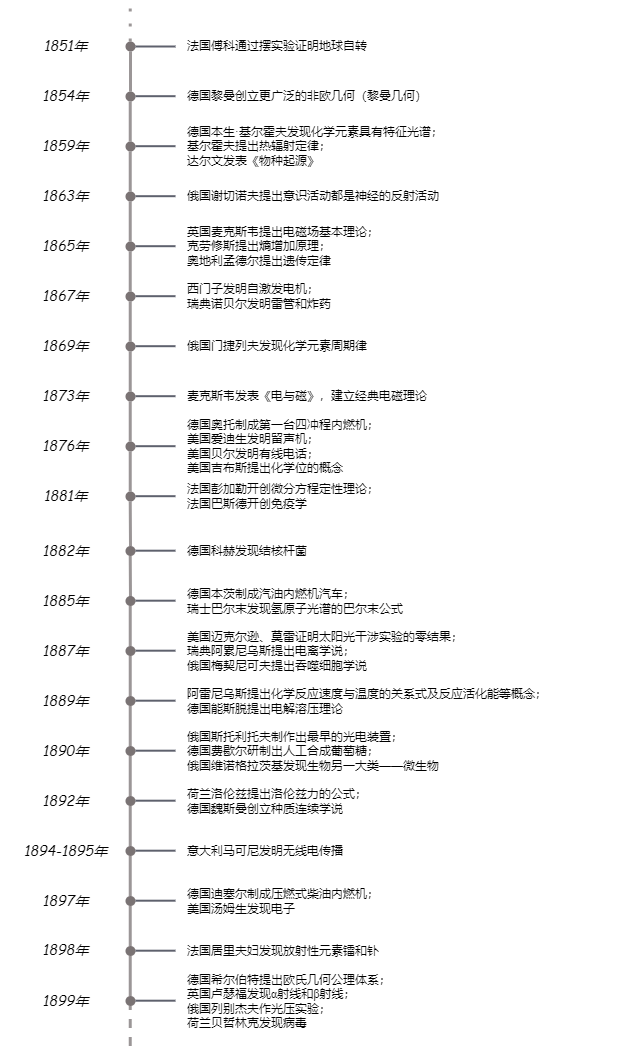 1851年
法国傅科通过摆实验证明地球自转
1854年
德国黎曼创立更广泛的非欧几何（黎曼几何）
1859年
德国本生·基尔霍夫发现化学元素具有特征光谱；
基尔霍夫提出热辐射定律；
达尔文发表《物种起源》
1863年
俄国谢切诺夫提出意识活动都是神经的反射活动
1865年
英国麦克斯韦提出电磁场基本理论；
克劳修斯提出熵增加原理；
奥地利孟德尔提出遗传定律
1867年
西门子发明自激发电机；
瑞典诺贝尔发明雷管和炸药
1869年
俄国门捷列夫发现化学元素周期律
1873年
麦克斯韦发表《电与磁》，建立经典电磁理论
1876年
德国奥托制成第一台四冲程内燃机；
美国爱迪生发明留声机；
美国贝尔发明有线电话；
美国吉布斯提出化学位的概念
1881年
法国彭加勒开创微分方程定性理论；
法国巴斯德开创免疫学
1882年
德国科赫发现结核杆菌
1885年
德国本茨制成汽油内燃机汽车；
瑞士巴尔末发现氢原子光谱的巴尔末公式
1887年
美国迈克尔逊、莫雷证明太阳光干涉实验的零结果；
瑞典阿累尼乌斯提出电离学说；
俄国梅契尼可夫提出吞噬细胞学说
1889年
阿雷尼乌斯提出化学反应速度与温度的关系式及反应活化能等概念；
德国能斯脱提出电解溶压理论
1890年
俄国斯托利托夫制作出最早的光电装置；
德国费歇尔研制出人工合成葡萄糖；
俄国维诺格拉茨基发现生物另一大类——微生物
1892年
荷兰洛伦兹提出洛伦兹力的公式；
德国魏斯曼创立种质连续学说
1894-1895年
意大利马可尼发明无线电传播
1897年
德国迪塞尔制成压燃式柴油内燃机；
美国汤姆生发现电子
1898年
法国居里夫妇发现放射性元素镭和钋
1899年
德国希尔伯特提出欧氏几何公理体系；
英国卢瑟福发现α射线和β射线；
俄国列别杰夫作光压实验；
荷兰贝哲林克发现病毒